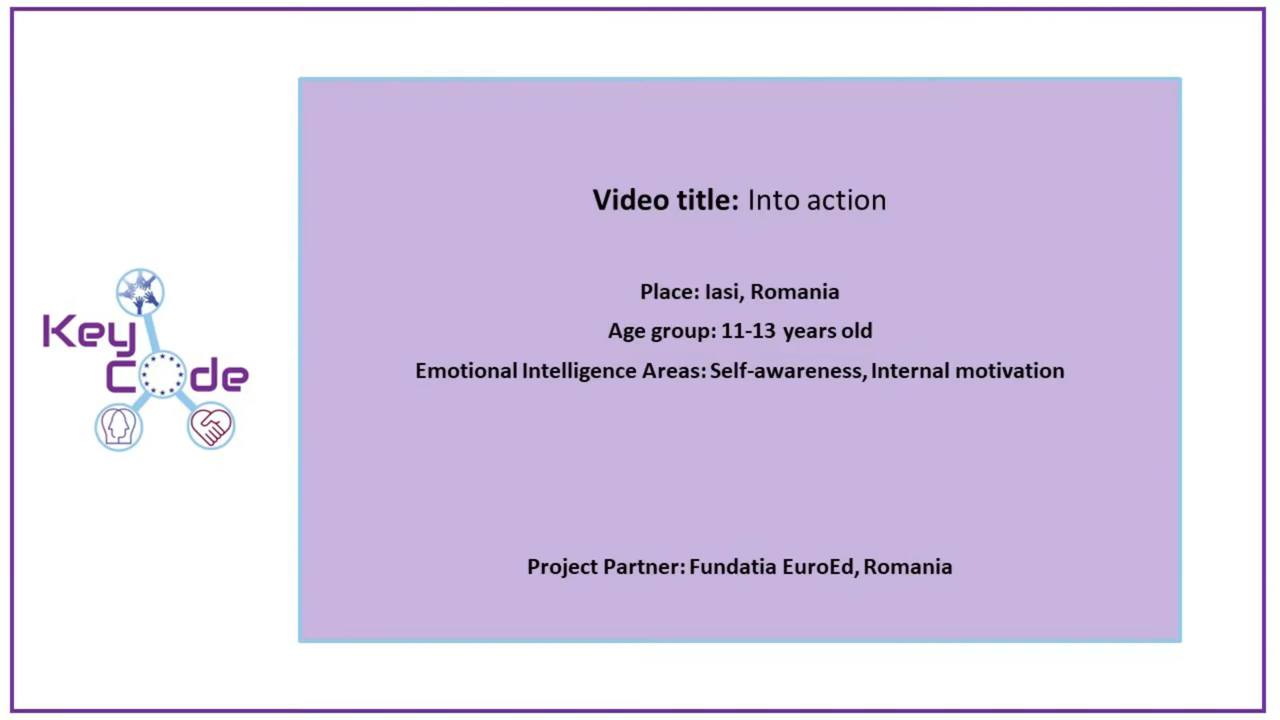 Video title: Into action
Place: Iasi, Romania
Age group: 11-13 years old
Emotional Intelligence Areas: Self-awareness, Internal motivation
Project Partner: Fundatia EuroEd, Romania
Key
Code